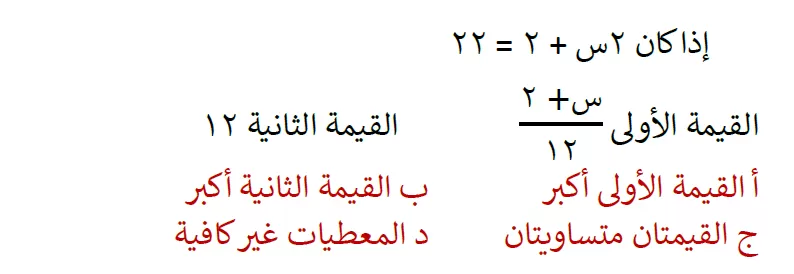 إذا كان ٢س + ٢ = ٢٢
القيمة الأولى س+ ٢ / ١٢ القيمة الثانية ١٢
أ القيمة الأولى أكبر ب القيمة الثانية أكبر
ج القيمتان متساويتان د المعطيات غير كافية